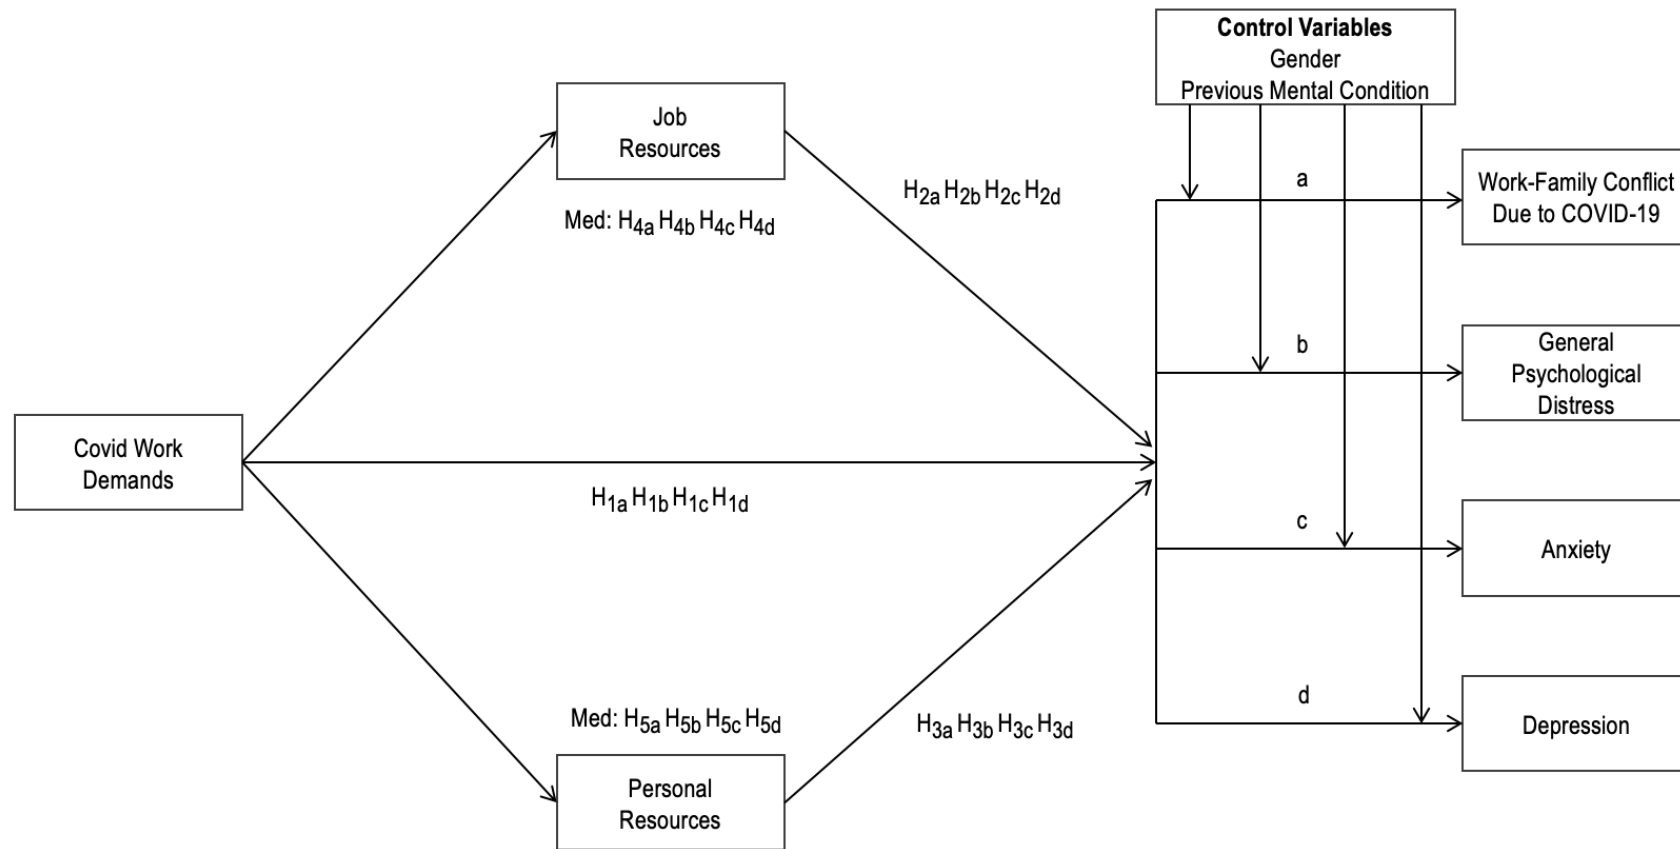 Control Variables
Gender
Previous Mental Condition
Job
Resources
Med: H4a H4b H4c H4d
H2a H2b H2c H2d
a
Work-Family Conflict
Due to COVID-19
b
General
Psychological
Distress
Covid Work
Demands
H1a H1b H1c H1d
c
Anxiety
Med: H5a H5b H5c H5d
H3a H3b H3c H3d
d
Depression
Personal
Resources